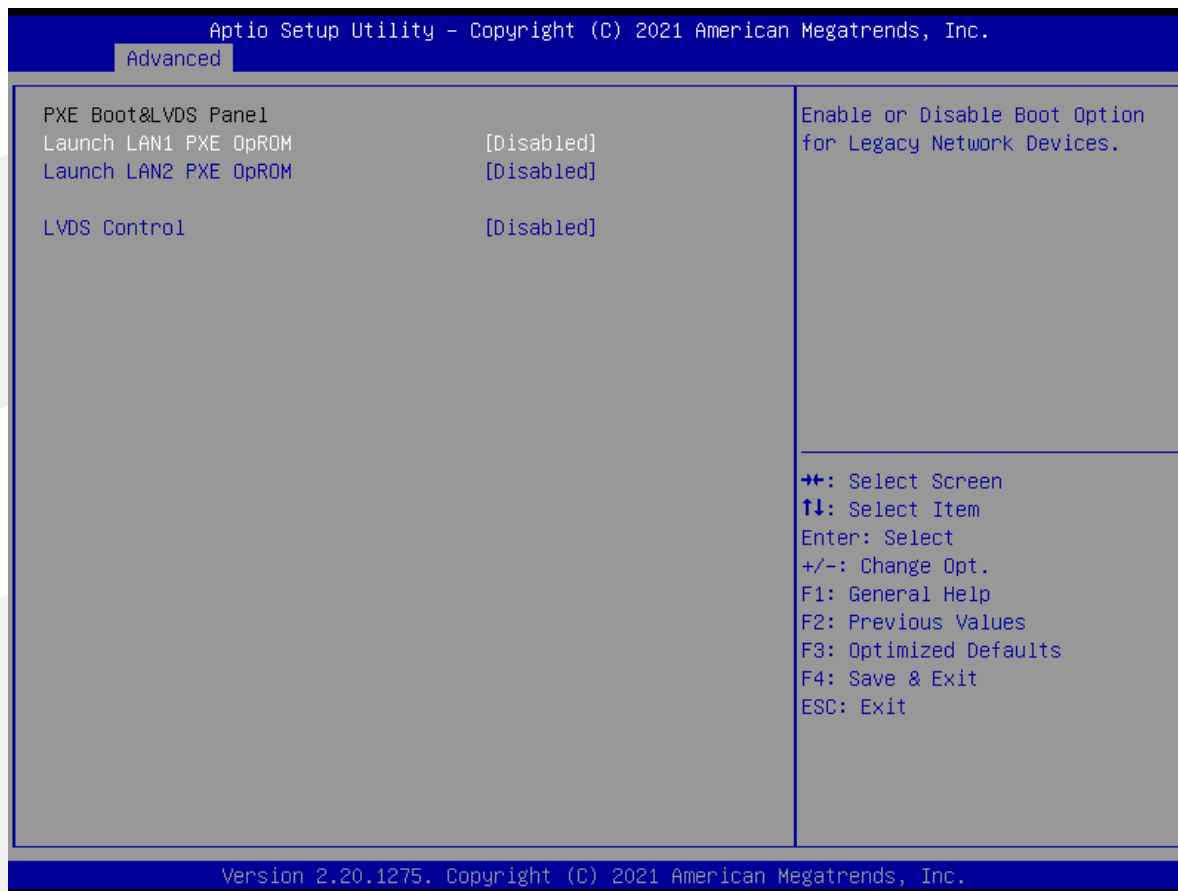 Aptio Setup Utility – Copyright (C) 2021 American Megatrends, Inc.
Advanced
PXE Boot&LVDS Panel
Launch LAN1 PXE OpROM [Disabled]
Launch LAN2 PXE OpROM [Disabled]
LVDS Control [Disabled]
Enable or Disable Boot Option
for Legacy Network Devices.
→←: Select Screen
↑↓: Select Item
Enter: Select
+/-: Change Opt.
F1: General Help
F2: Previous Values
F3: Optimized Defaults
F4: Save & Exit
ESC: Exit
Version 2.20.1275. Copyright (C) 2021 American Megatrends, Inc.